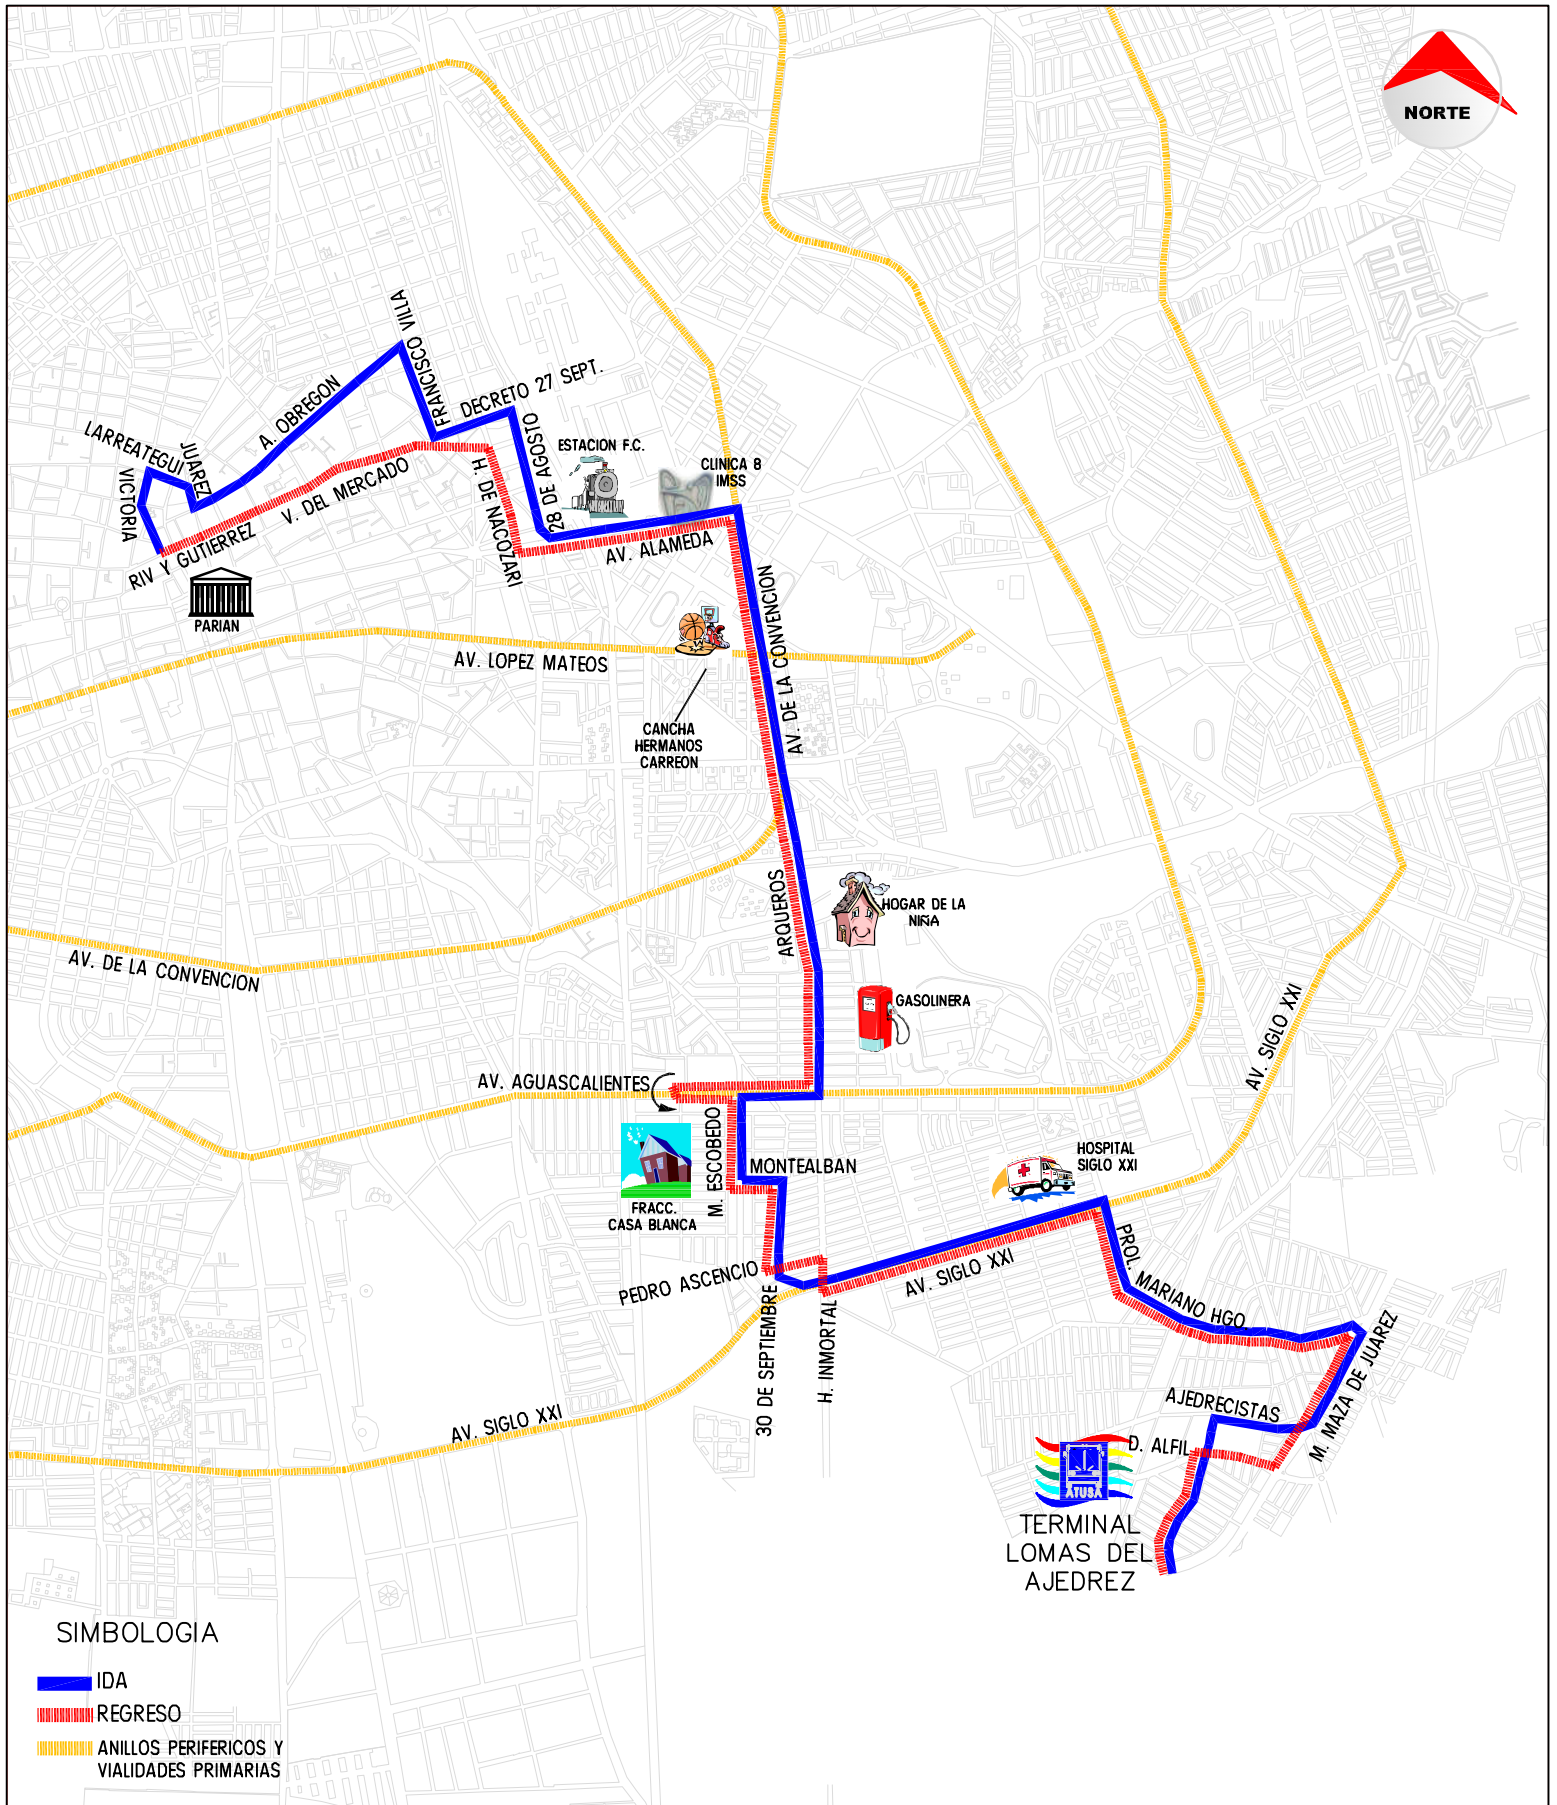 NORTE
FRANCISCO VILLA
DECRETO 27 SEPT.
A. OBREGON
LARREATEGUI
JUAREZ
VICTORIA
28 DE AGOSTO
ESTACION F.C.
CLINICA 8
IMSS
V. DEL MERCADO
H. DE NACOZARI
RIV Y GUTIERREZ
AV. ALAMEDA
PARIAN
AV. DE LA CONVENCION
AV. LOPEZ MATEOS
CANCHA
HERMANOS
CARREON
ARQUEROS
HOGAR DE LA
NIÑA
AV. DE LA CONVENCION
GASOLINERA
AV. SIGLO XXI
AV. AGUASCALIENTES
M. ESCOBEDO
MONTEALBAN
HOSPITAL
SIGLO XXI
FRACC.
CASA BLANCA
PEDRO ASCENCIO
AV. SIGLO XXI
PROL. MARIANO HGO.
30 DE SEPTIEMBRE
H. INMORTAL
M. MAZA DE JUAREZ
AJEDRECISTAS
AV. SIGLO XXI
D. ALFIL
ATUSA
TERMINAL
LOMAS DEL
AJEDREZ
SIMBOLOGIA
IDA
REGRESO
ANILLOS PERIFERICOS Y
VIALIDADES PRIMARIAS